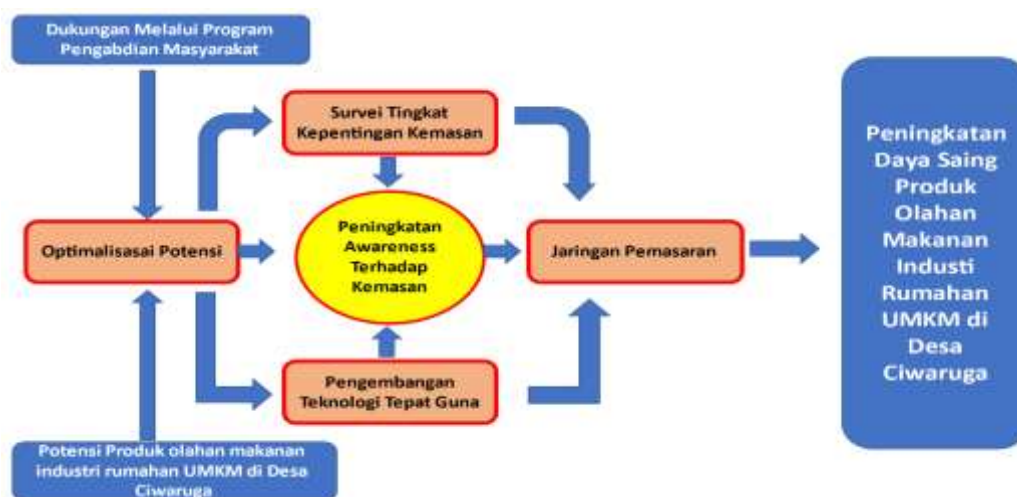 Dukungan Melalui Program
Pengabdian Masyarakat
Survei Tingkat
Kepentingan Kemasan
Optimalisasai Potensi
Peningkatan
Awareness
Terhadap
Kemasan
Jaringan Pemasaran
Pengembangan
Teknologi Tepat Guna
Potensi Produk olahan makanan
industri rumahan UMKM di Desa
Ciwaruga
Peningkatan
Daya Saing
Produk
Olahan
Makanan
Industi
Rumahan
UMKM di
Desa
Ciwaruga